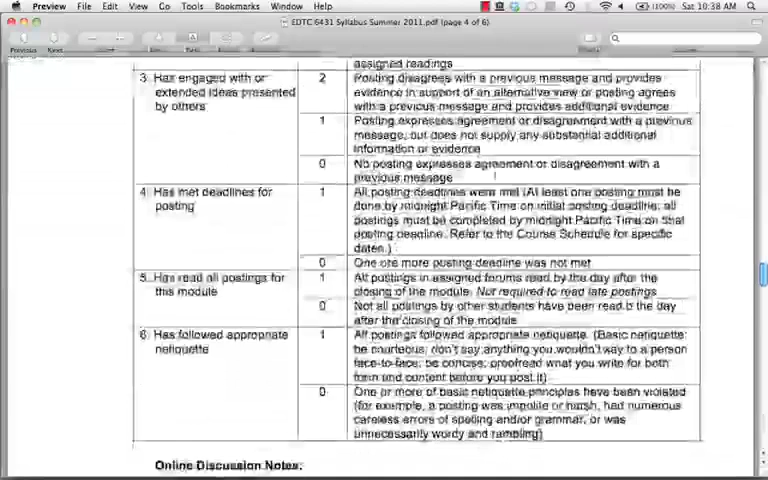 Preview File Edit View Go Tools Bookmarks Window Help (100%) Sat 10:38 AM
EDTC 6431 Syllabus Summer 2011.pdf (page 4 of 6)
Previous Next
assigned readings
3. Has engaged with or
extended ideas presented
by others
2
Posting disagrees with a previous message and provides
evidence in support of an alternative view or posting agrees
with a previous message and provides additional evidence
1
Posting expresses agreement or disagreement with a previous
message, but does not supply any substantial additional
information or evidence
0
No posting expresses agreement or disagreement with a
previous message
4. Has met deadlines for
posting
1
All posting deadlines were met (At least one posting must be
done by midnight Pacific Time on initial posting deadline; all
postings must be completed by midnight Pacific Time on final
posting deadline. Refer to the Course Schedule for specific
dates.)
0
One ore more posting deadline was not met
5. Has read all postings for
this module
1
All postings in assigned forums read by the day after the
closing of the module. Not required to read late postings
0
Not all postings by other students have been read b the day
after the closing of the module
6. Has followed appropriate
netiquette
1
All postings followed appropriate netiquette. (Basic netiquette:
be courteous; don't say anything you wouldn't way to a person
face-to-face; be concise; proofread what you write for both
form and content before you post it)
0
One or more of basic netiquette principles have been violated
(for example, a posting was impolite or harsh, had numerous
careless errors of spelling and/or grammar, or was
unnecessarily wordy and rambling)
Online Discussion Notes: